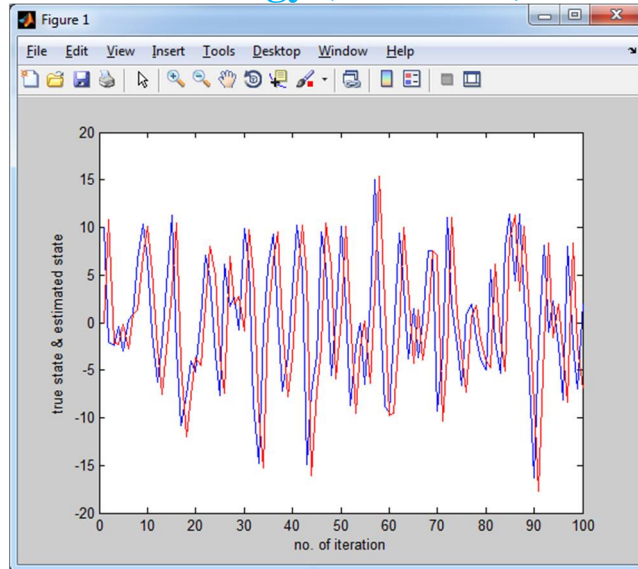 Figure 1
File Edit View Insert Tools Desktop Window Help
true state & estimated state
20
15
10
5
0
-5
-10
-15
-20
0 10 20 30 40 50 60 70 80 90 100
no. of iteration